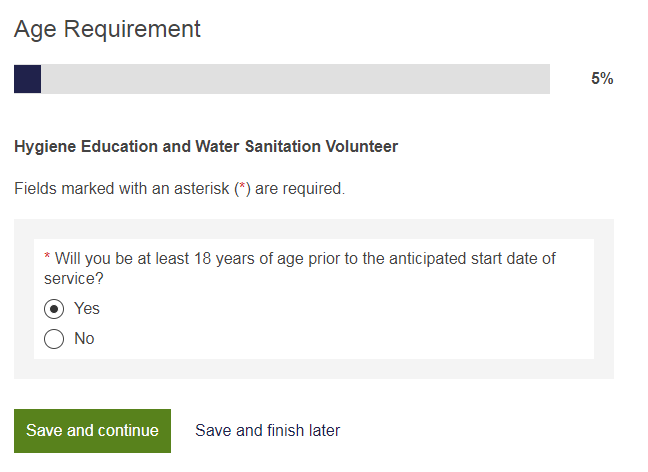 Age Requirement
5%
Hygiene Education and Water Sanitation Volunteer
Fields marked with an asterisk (*) are required.
* Will you be at least 18 years of age prior to the anticipated start date of
service?
Yes
No
Save and continue
Save and finish later